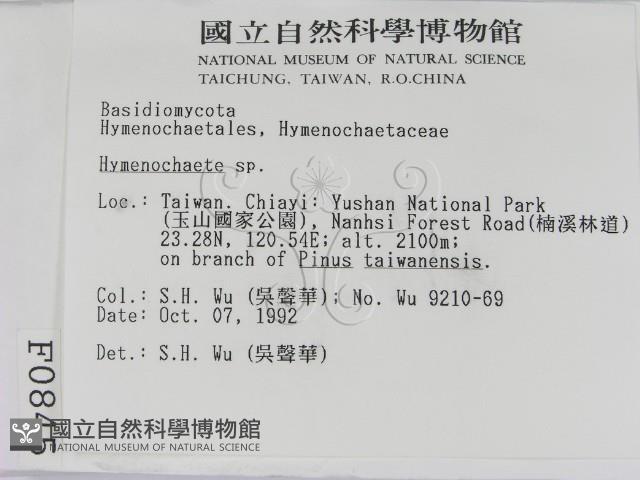 國立自然科學博物館
NATIONAL MUSEUM OF NATURAL SCIENCE
TAICHUNG, TAIWAN, R.O.CHINA
Basidiomycota
Hymenochaetales, Hymenochaetaceae
Hymenochaete sp.
Loc.: Taiwan. Chiayi: Yushan National Park
(玉山國家公園), Nanhsi Forest Road(楠溪林道)
23.28N, 120.54E; alt. 2100m;
on branch of Pinus taiwanensis.
Col.: S.H. Wu (吳聲華); No. Wu 9210-69
Date: Oct. 07, 1992
Det.: S.H. Wu (吳聲華)
國立自然科學博物館
NATIONAL MUSEUM OF NATURAL SCIENCE